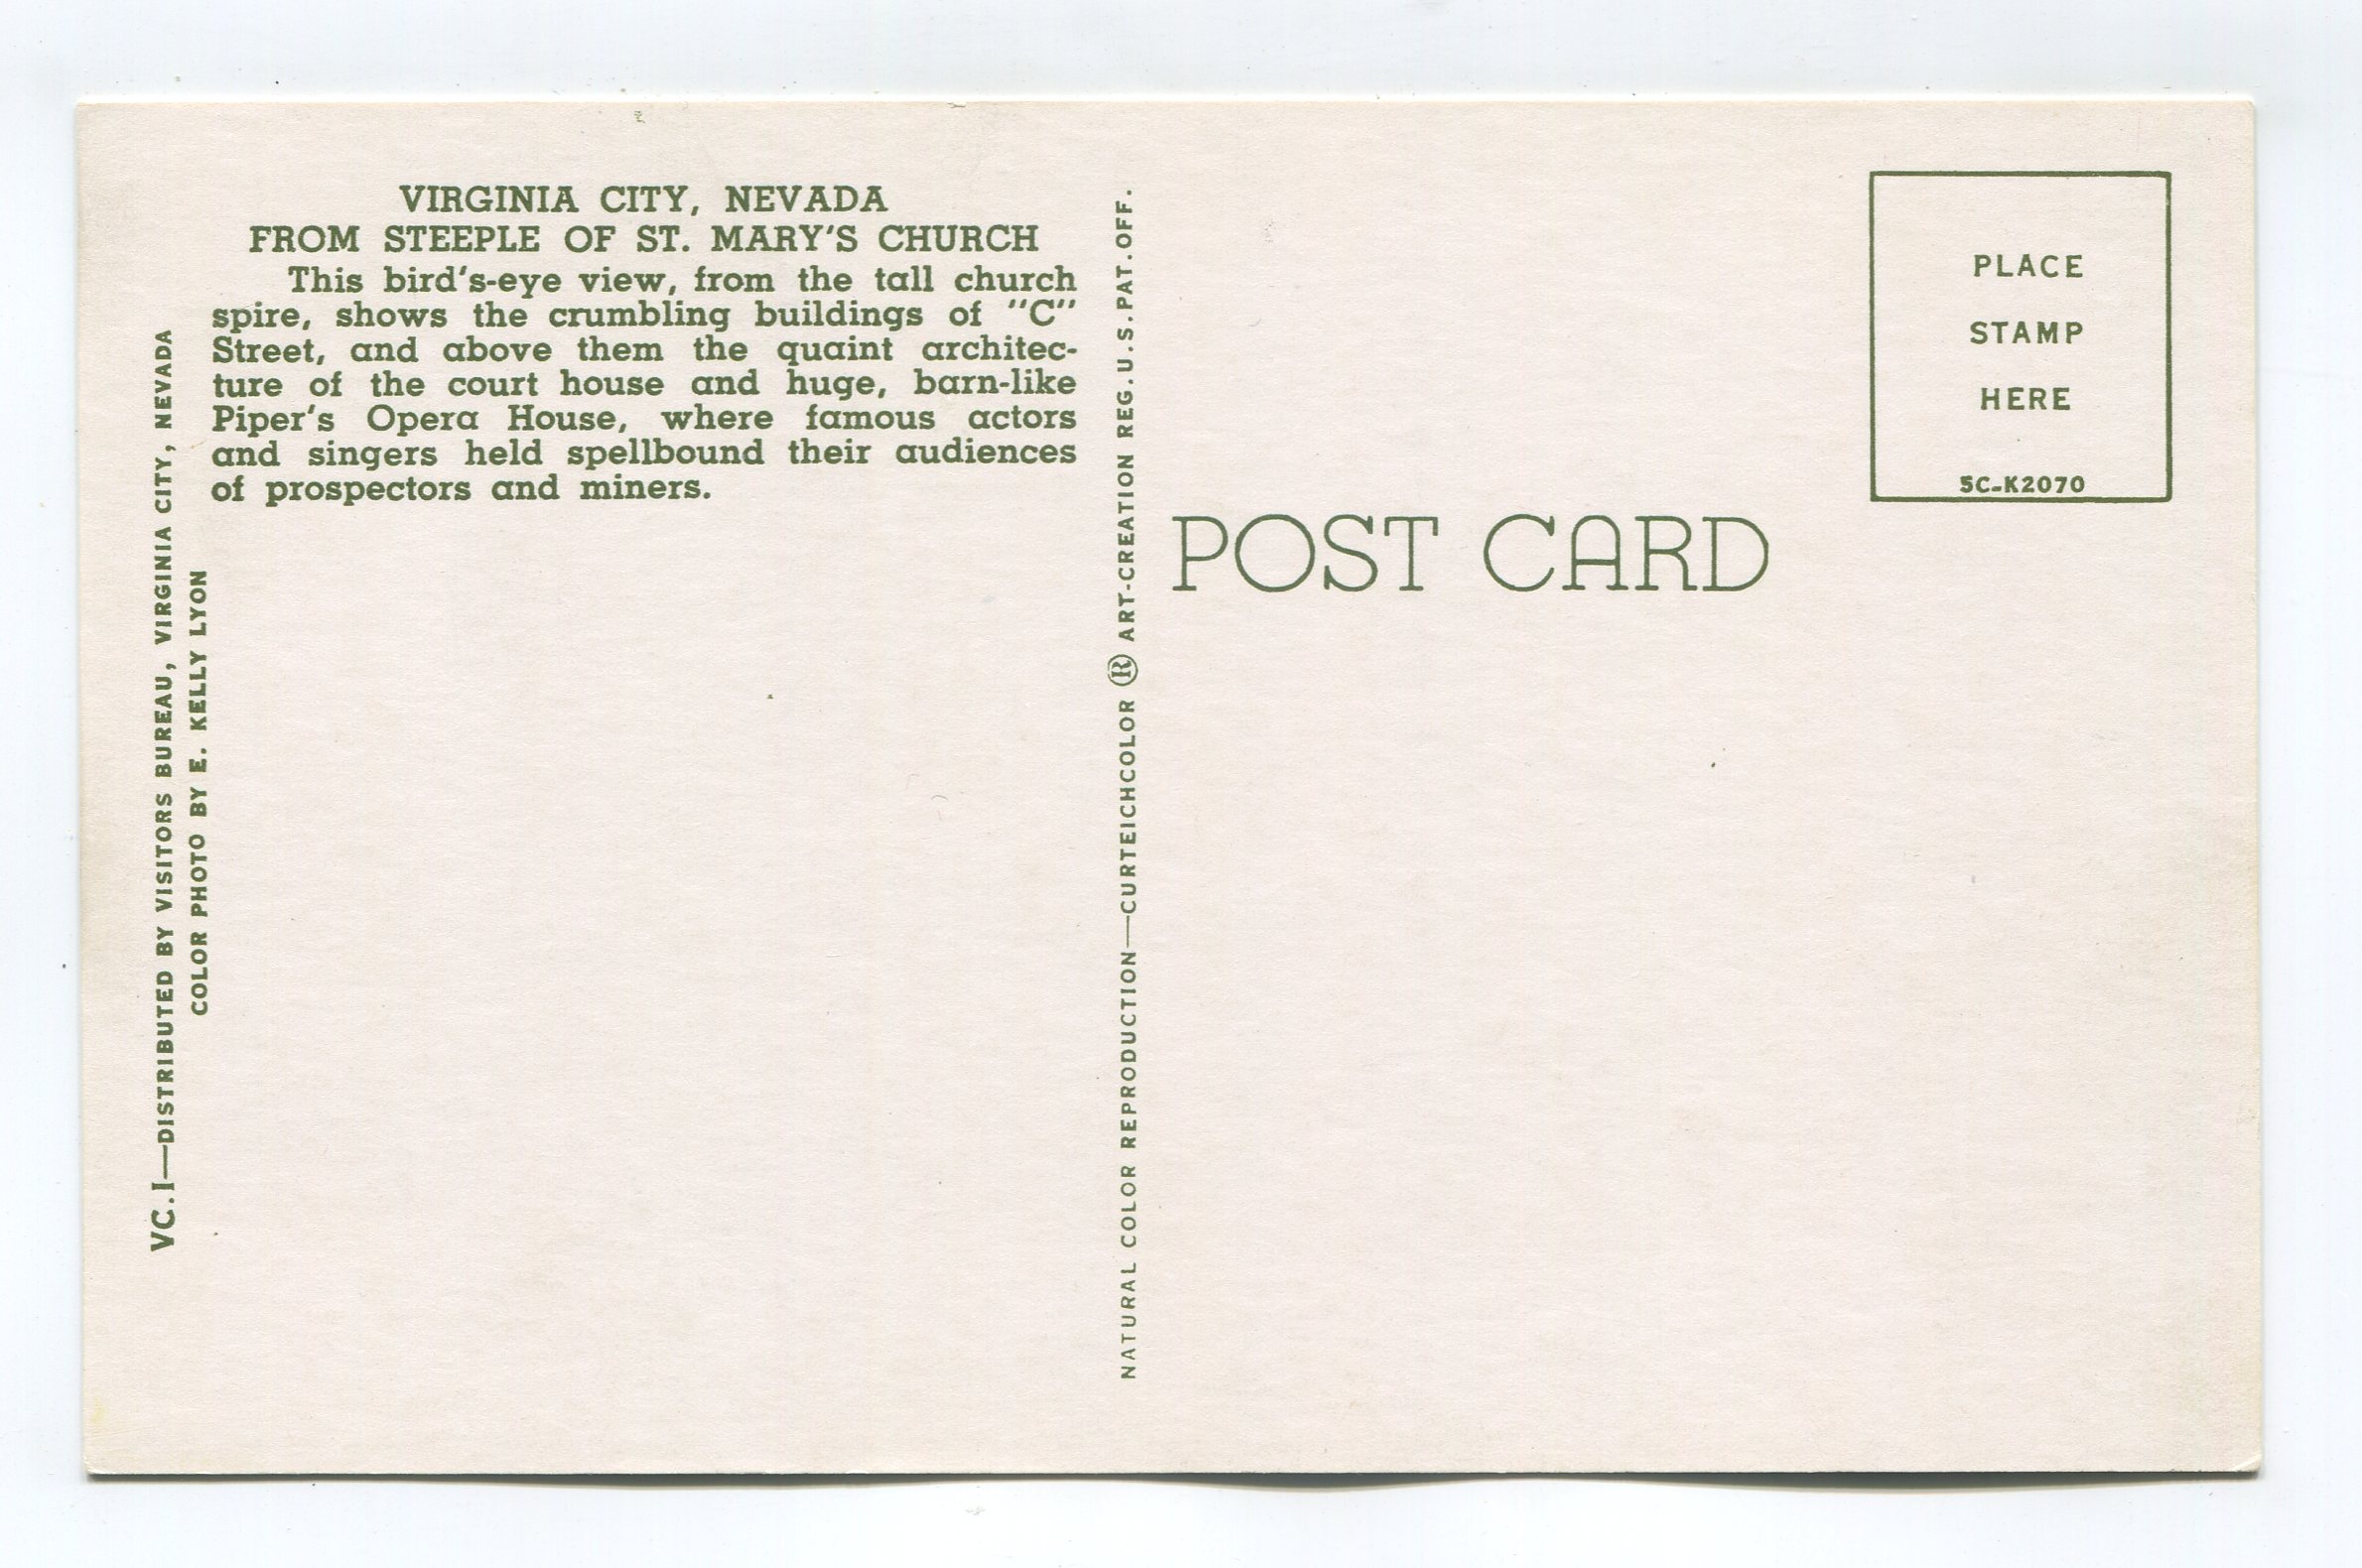 VIRGINIA CITY, NEVADA
FROM STEEPLE OF ST. MARY'S CHURCH
This bird's-eye view, from the tall church
spire, shows the crumbling buildings of "C"
Street, and above them the quaint architec-
ture of the court house and huge, barn-like
Piper's Opera House, where famous actors
and singers held spellbound their audiences
of prospectors and miners.
VC.I—DISTRIBUTED BY VISITORS BUREAU, VIRGINIA CITY, NEVADA
COLOR PHOTO BY E. KELLY LYON
NATURAL COLOR REPRODUCTION—CURTEICHCOLOR ® ART-CREATION REG.U.S.PAT.OFF.
POST CARD
PLACE
STAMP
HERE
5C-K2070